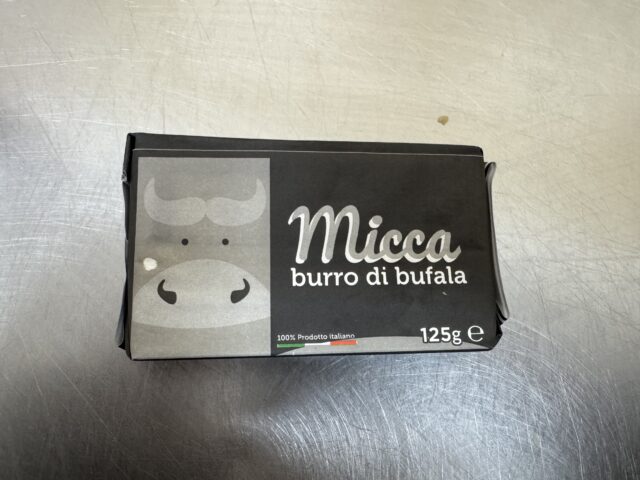 Micca
burro di bufala
100% Prodotto italiano
125g ℮